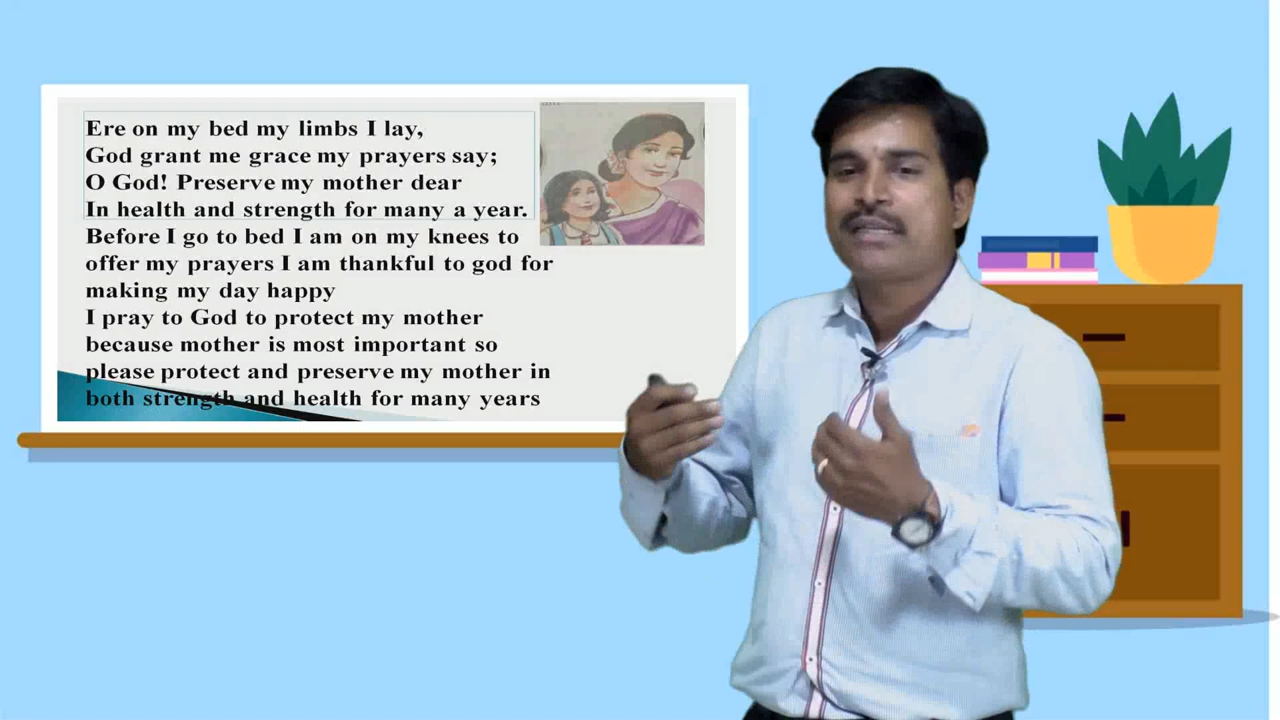 Ere on my bed my limbs I lay,
God grant me grace my prayers say;
O God! Preserve my mother dear
In health and strength for many a year.
Before I go to bed I am on my knees to
offer my prayers I am thankful to god for
making my day happy
I pray to God to protect my mother
because mother is most important so
please protect and preserve my mother in
both strength and health for many years